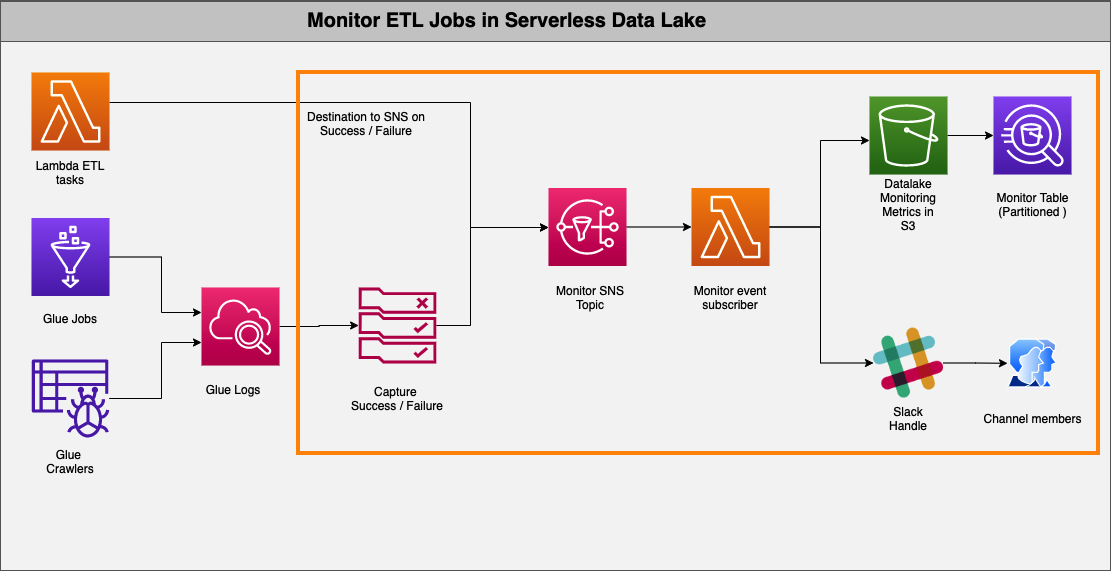 Monitor ETL Jobs in Serverless Data Lake
Lambda ETL
tasks
Destination to SNS on
Success / Failure
Glue Jobs
Glue Logs
Glue
Crawlers
Capture
Success / Failure
Monitor SNS
Topic
Monitor event
subscriber
Datalake
Monitoring
Metrics in
S3
Monitor Table
(Partitioned )
Slack
Handle
Channel members